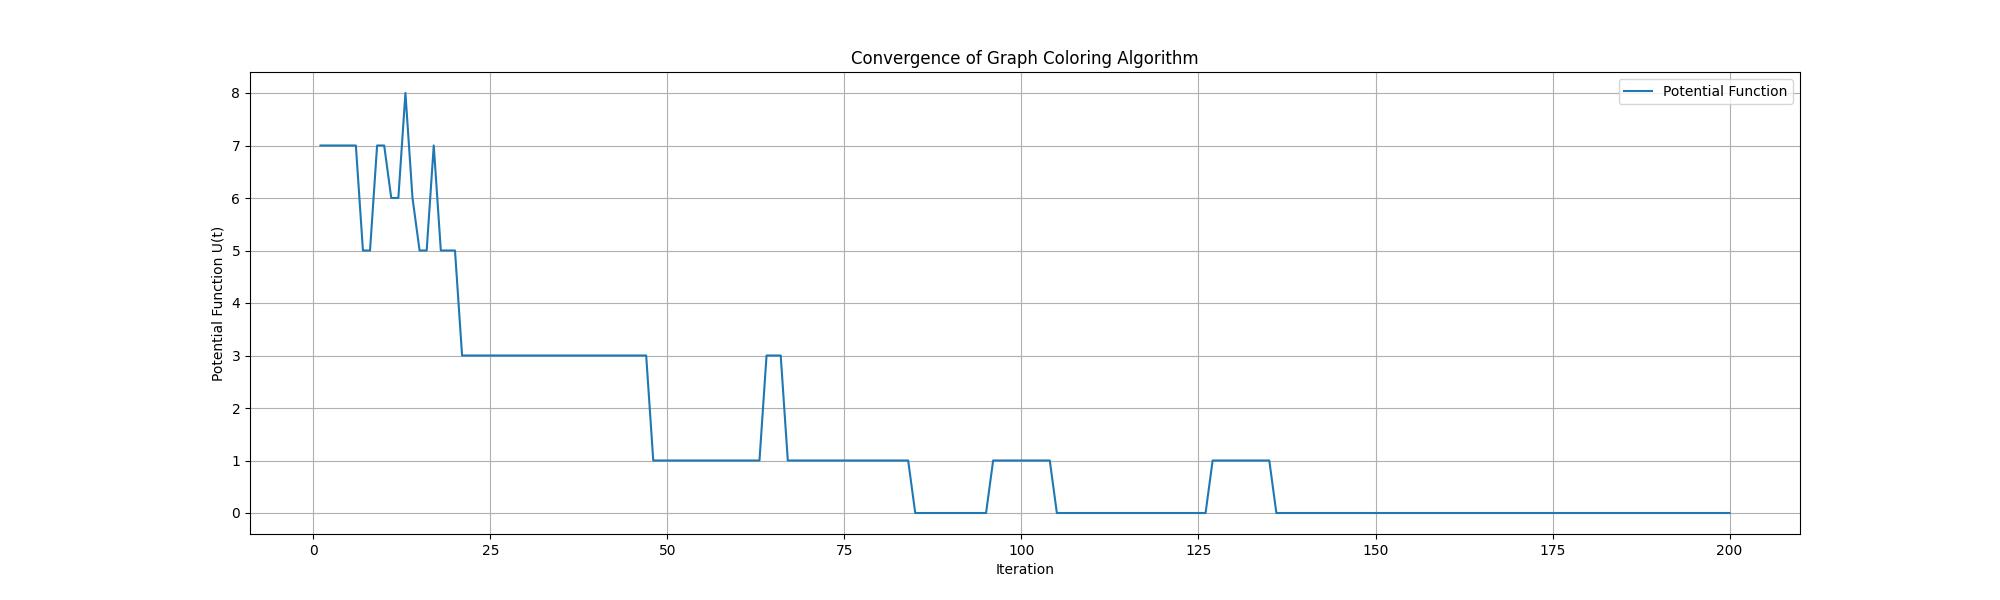 Convergence of Graph Coloring Algorithm
Potential Function
Potential Function U(t)
8
7
6
5
4
3
2
1
0
0 25 50 75 100 125 150 175 200
Iteration